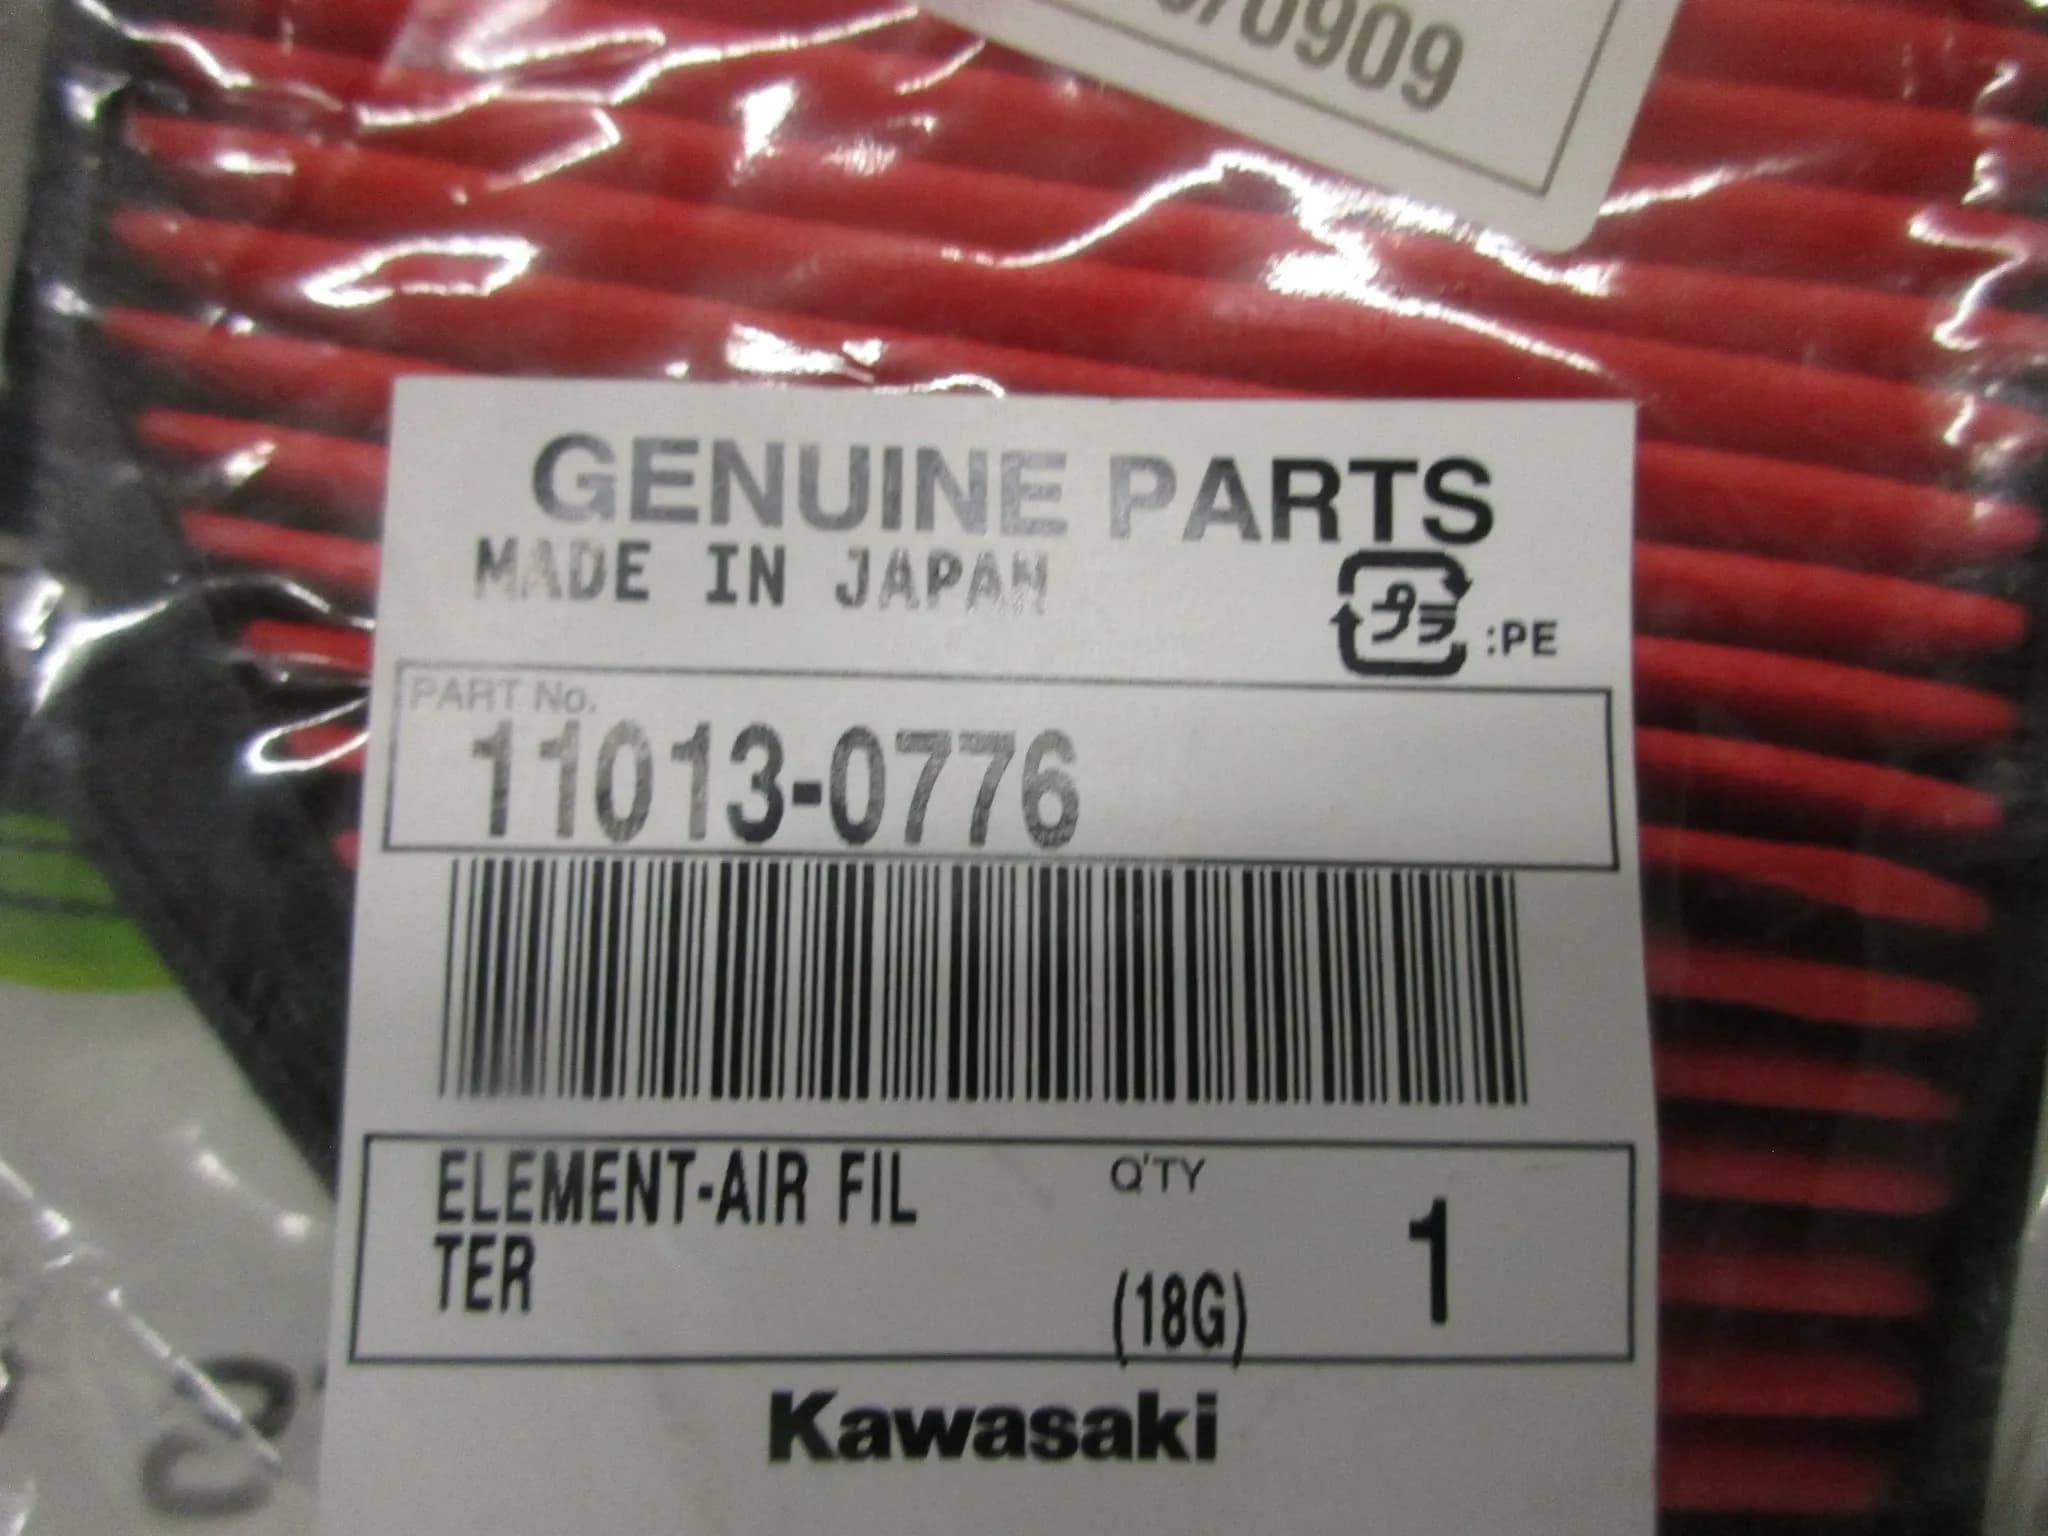 70909
GENUINE PARTS
MADE IN JAPAN
プラ :PE
PART No.
11013-0776
ELEMENT-AIR FIL
TER
Q'TY
1
(18G)
Kawasaki